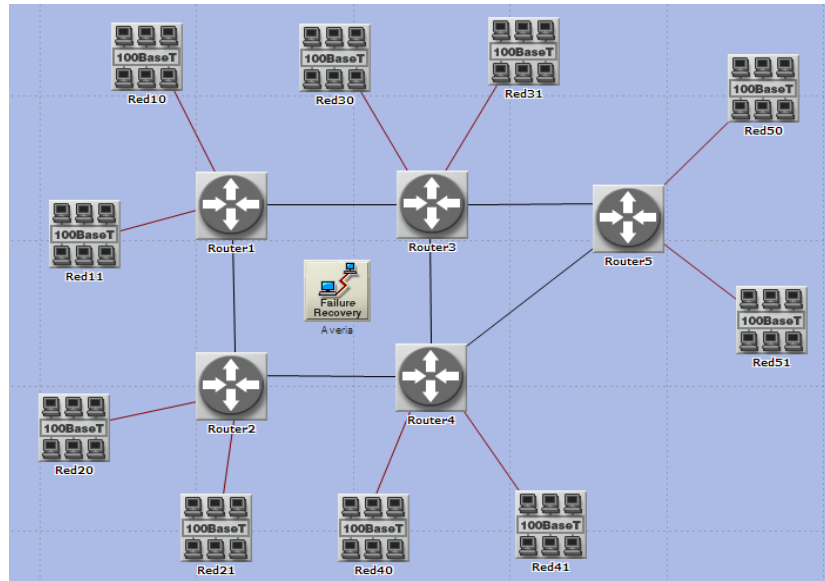 100BaseT
Red10
100BaseT
Red30
100BaseT
Red31
100BaseT
Red50
100BaseT
Red11
Router1
Router3
Router5
Failure
Recovery
Averia
100BaseT
Red51
Router2
Router4
100BaseT
Red20
100BaseT
Red21
100BaseT
Red40
100BaseT
Red41